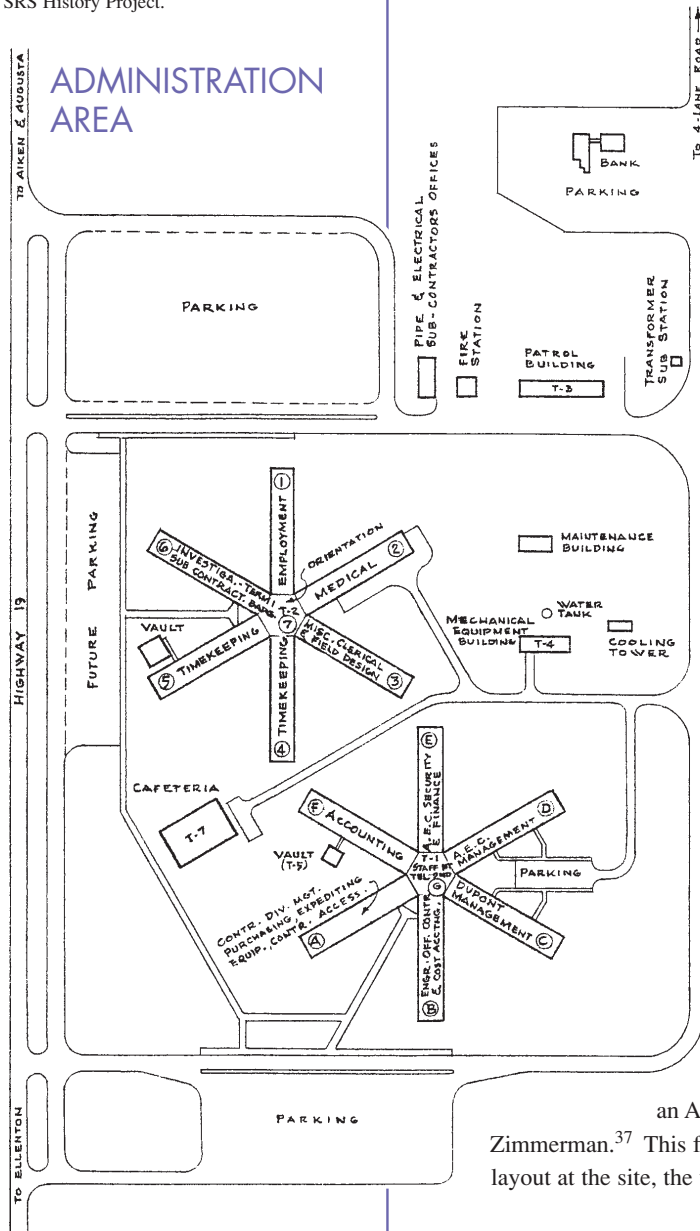 SRS History Project.
ADMINISTRATION
AREA
TO AIKEN & AUGUSTA
TO 4-LANE ROAD
BANK
PARKING
PIPE & ELECTRICAL
SUB-CONTRACTORS OFFICES
FIRE
STATION
PATROL
BUILDING
T-3
TRANSFORMER
SUB STATION
PARKING
HIGHWAY 19
FUTURE PARKING
1
EMPLOYMENT
ORIENTATION
2
MEDICAL
6
INVESTIGA.-TERMI
SUB CONTRACT. BADG.
T-2
7
MISC. CLERICAL
& FIELD DESIGN
3
VAULT
5
TIMEKEEPING
TIMEKEEPING
4
MAINTENANCE
BUILDING
WATER
TANK
MECHANICAL
EQUIPMENT
BUILDING
T-4
COOLING
TOWER
CAFETERIA
T-7
E
A.E.C. SECURITY
& FINANCE
F
ACCOUNTING
D
A.E.C.
MANAGEMENT
VAULT
(T-5)
T-1
G
PARKING
DUPONT
MANAGEMENT
C
CONTR. DIV. MGT.
PURCHASING, EXPEDITING
EQUIP., CONTR. ACCESS.
A
ENGR. OFF. CONTR.
& COST ACCTNG.
B
PARKING
TO ELLENTON
an A
Zimmerman.37 This f
layout at the site, the